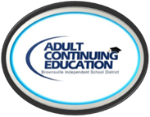 ADULT
CONTINUING
EDUCATION
Brownsville Independent School District